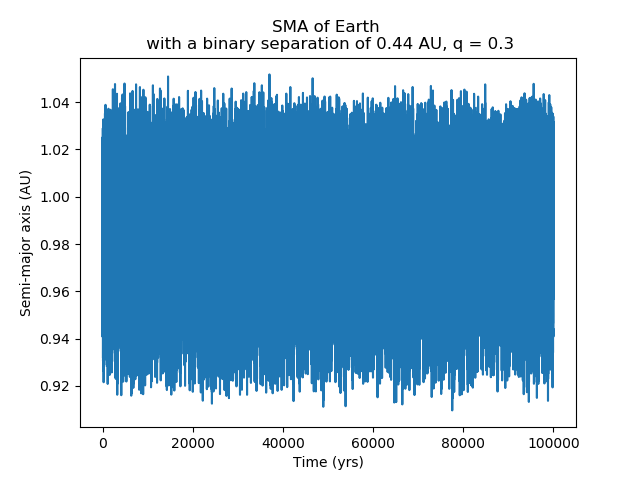 SMA of Earth
with a binary separation of 0.44 AU, q = 0.3
1.04
1.02
1.00
0.98
0.96
0.94
0.92
Semi-major axis (AU)
0 20000 40000 60000 80000 100000
Time (yrs)